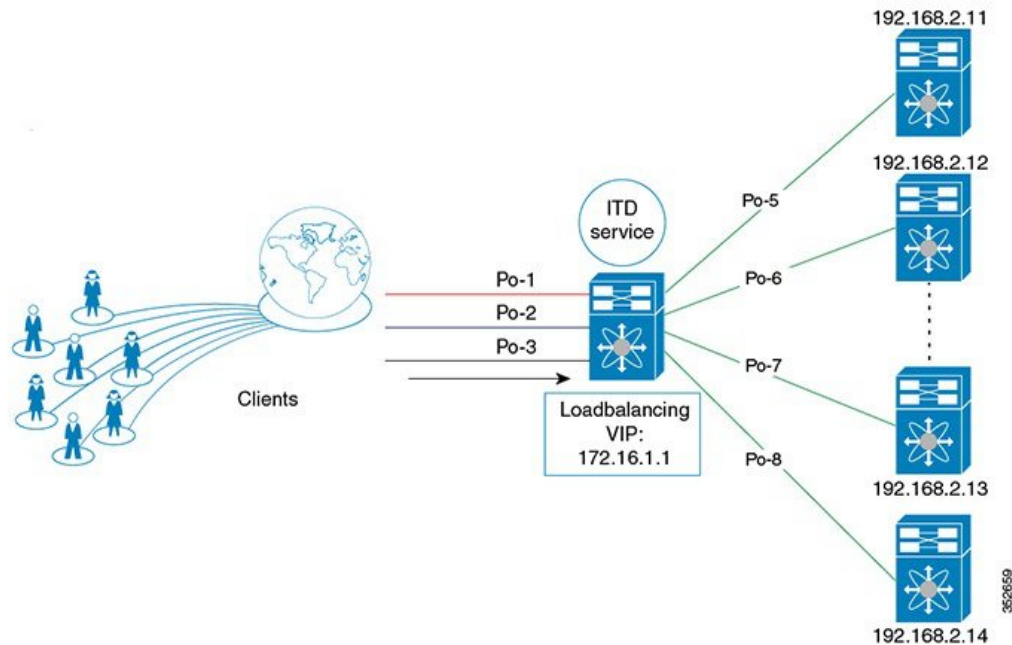 192.168.2.11
192.168.2.12
Po-5
ITD
service
Po-6
Po-1
Po-2
Po-3
Po-7
Clients
Loadbalancing
VIP:
172.16.1.1
Po-8
192.168.2.13
352659
192.168.2.14